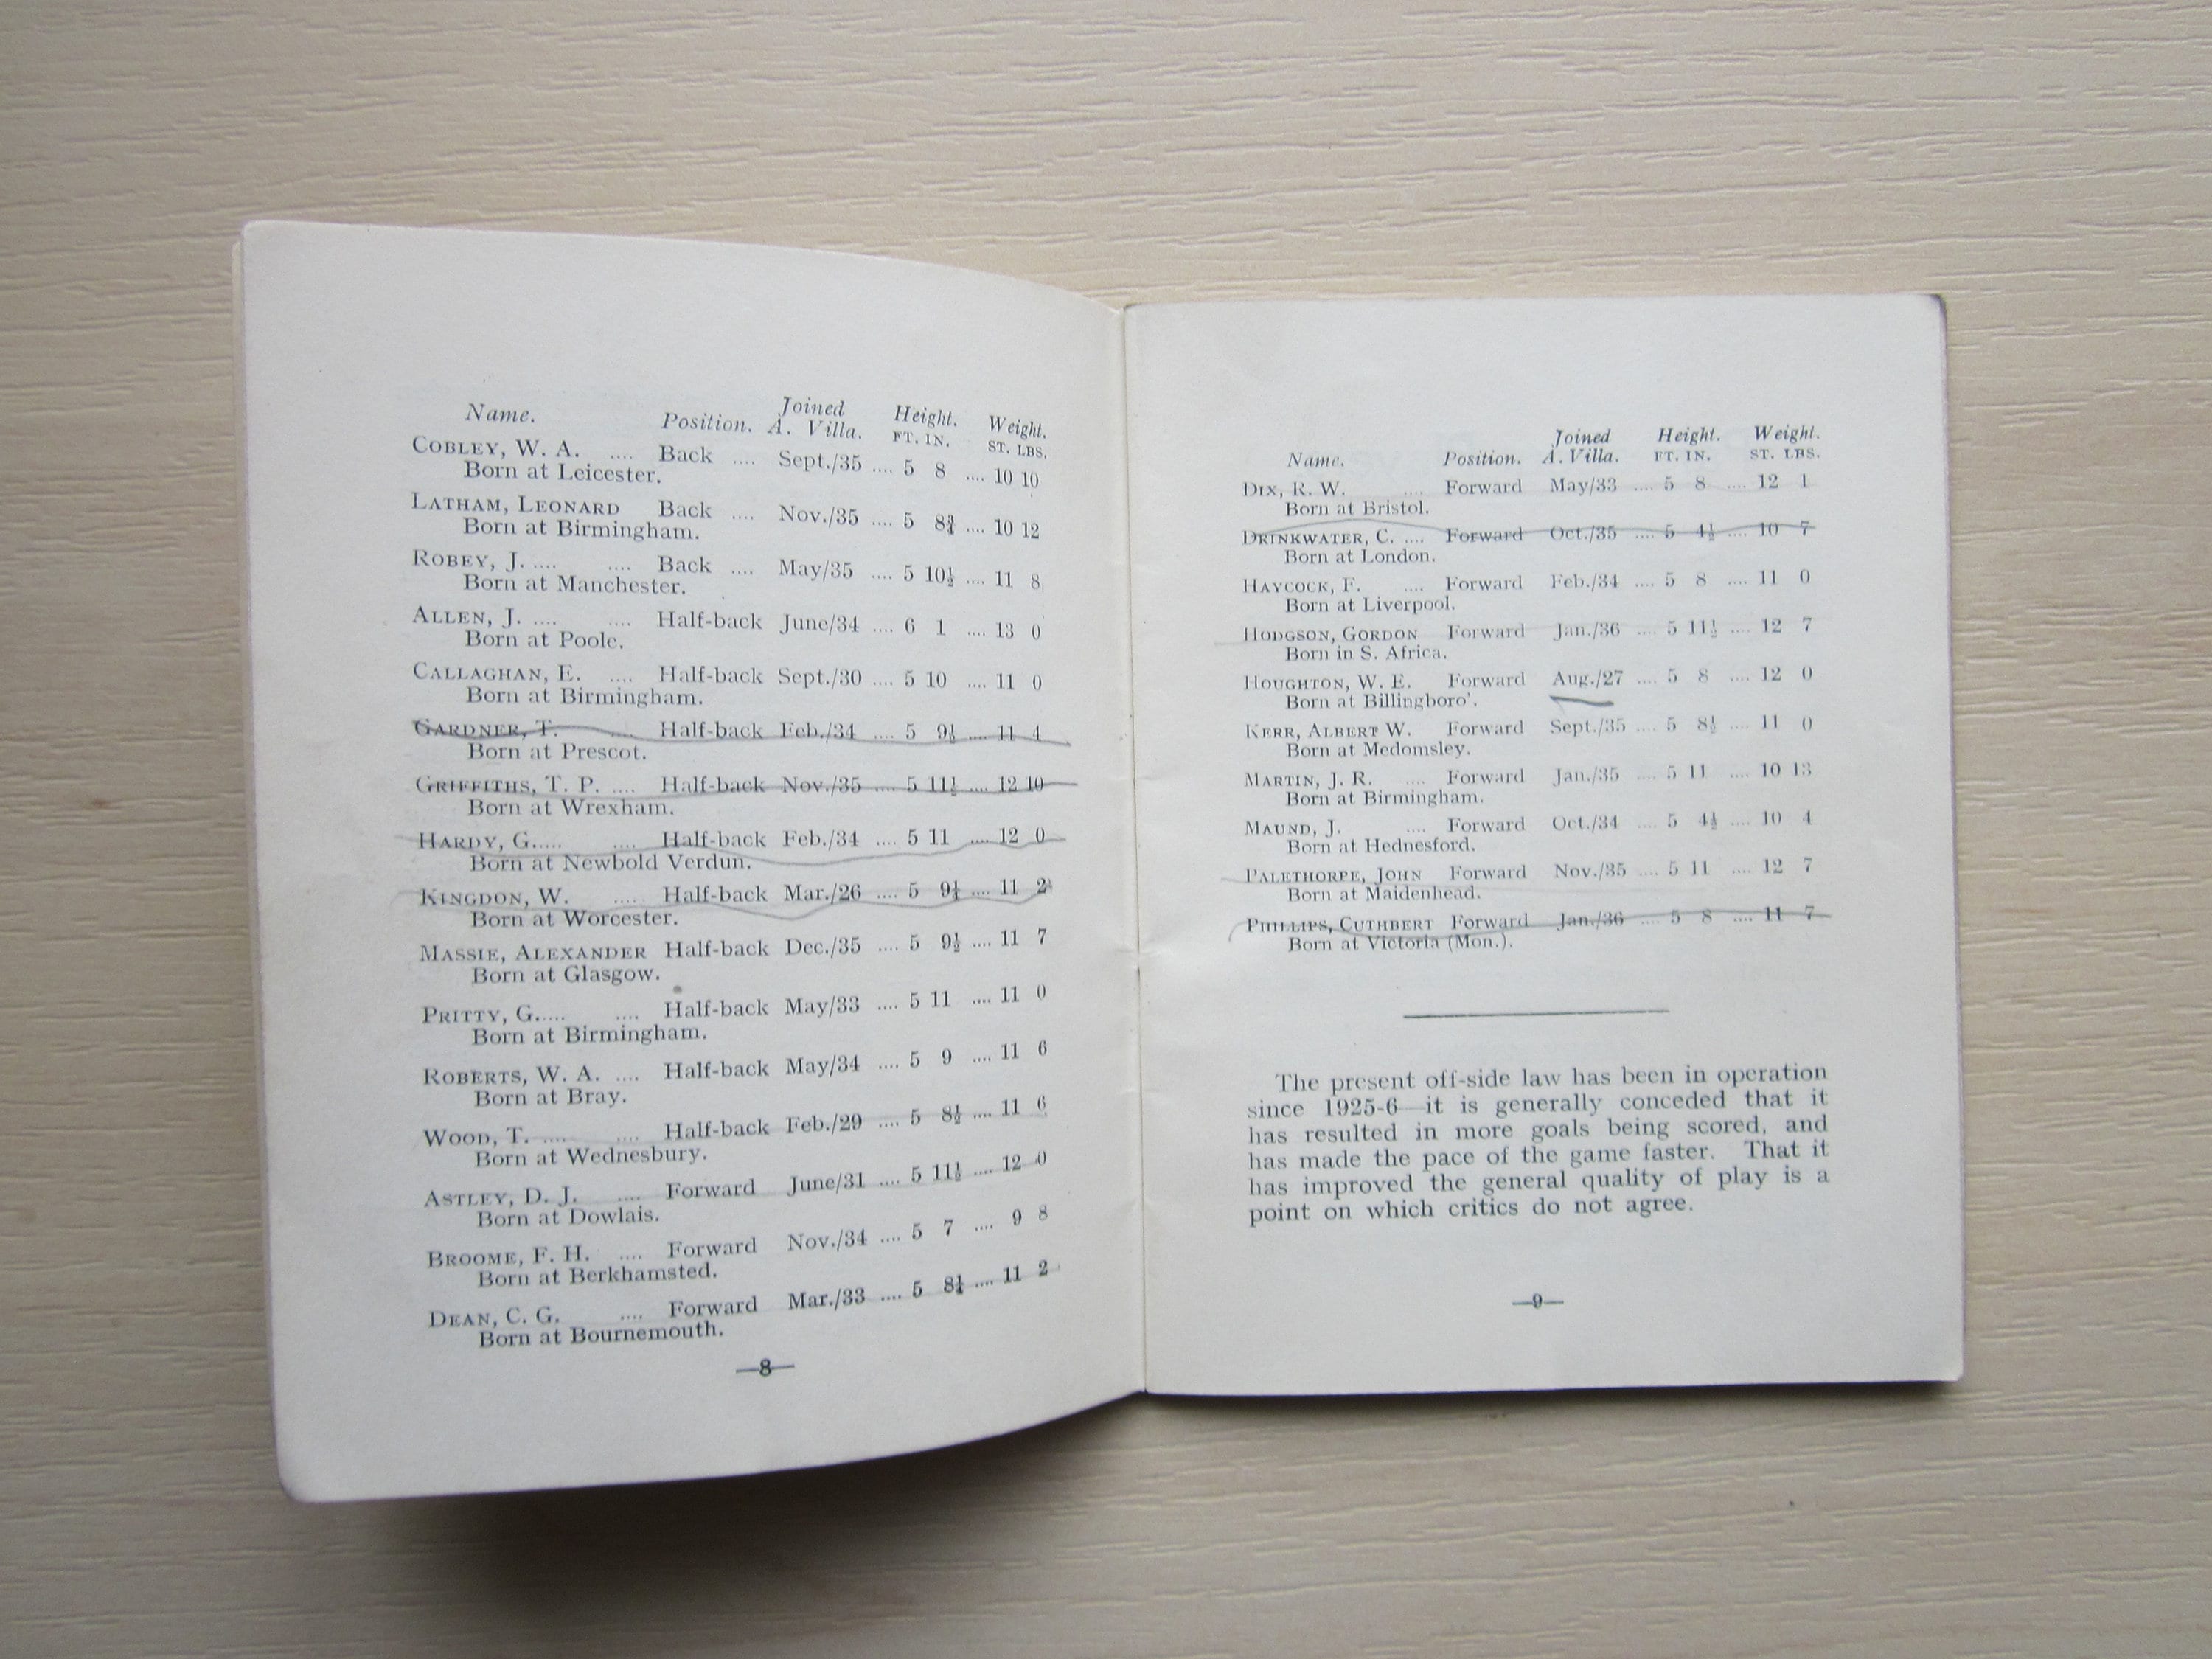 Name. Position. Joined A. Villa. Height. FT. IN. Weight. ST. LBS.
COBLEY, W. A. .... Back .... Sept./35 .... 5 8 .... 10 10
Born at Leicester.
LATHAM, LEONARD Back .... Nov./35 .... 5 8¾ .... 10 12
Born at Birmingham.
ROBEY, J. .... .... Back .... May/35 .... 5 10½ .... 11 8
Born at Manchester.
ALLEN, J. .... .... Half-back June/34 .... 6 1 .... 13 0
Born at Poole.
CALLAGHAN, E. .... Half-back Sept./30 .... 5 10 .... 11 0
Born at Birmingham.
GARDNER, T. .... Half-back Feb./34 .... 5 9½ .... 11 4
Born at Prescot.
GRIFFITHS, T. P. .... Half-back Nov./35 .... 5 11½ .... 12 10
Born at Wrexham.
HARDY, G..... .... Half-back Feb./34 .... 5 11 .... 12 0
Born at Newbold Verdun.
KINGDON, W. .... Half-back Mar./26 .... 5 9½ .... 11 2
Born at Worcester.
MASSIE, ALEXANDER Half-back Dec./35 .... 5 9½ .... 11 7
Born at Glasgow.
PRITTY, G..... .... Half-back May/33 .... 5 11 .... 11 0
Born at Birmingham.
ROBERTS, W. A. .... Half-back May/34 .... 5 9 .... 11 6
Born at Bray.
WOOD, T. .... .... Half-back Feb./29 .... 5 8½ .... 11 6
Born at Wednesbury.
ASTLEY, D. J. .... Forward June/31 .... 5 11½ .... 12 0
Born at Dowlais.
BROOME, F. H. .... Forward Nov./34 .... 5 7 .... 9 8
Born at Berkhamsted.
DEAN, C. G. .... Forward Mar./33 .... 5 8¼ .... 11 2
Born at Bournemouth.
—8—
Name. Position. Joined A. Villa. Height. FT. IN. Weight. ST. LBS.
DIX, R. W. .... Forward May/33 .... 5 8 .... 12 1
Born at Bristol.
DRINKWATER, C. .... Forward Oct./35 .... 5 4½ .... 10 7
Born at London.
HAYCOCK, F. .... Forward Feb./34 .... 5 8 .... 11 0
Born at Liverpool.
HODGSON, GORDON Forward Jan./36 .... 5 11½ .... 12 7
Born in S. Africa.
HOUGHTON, W. E. Forward Aug./27 .... 5 8 .... 12 0
Born at Billingboro'.
KERR, ALBERT W. Forward Sept./35 .... 5 8½ .... 11 0
Born at Medomsley.
MARTIN, J. R. .... Forward Jan./35 .... 5 11 .... 10 13
Born at Birmingham.
MAUND, J. .... Forward Oct./34 .... 5 4½ .... 10 4
Born at Hednesford.
PALETHORPE, JOHN Forward Nov./35 .... 5 11 .... 12 7
Born at Maidenhead.
PHILLIPS, CUTHBERT Forward Jan./36 .... 5 8 .... 11 7
Born at Victoria (Mon.).
The present off-side law has been in operation
since 1925-6—it is generally conceded that it
has resulted in more goals being scored, and
has made the pace of the game faster. That it
has improved the general quality of play is a
point on which critics do not agree.
—9—